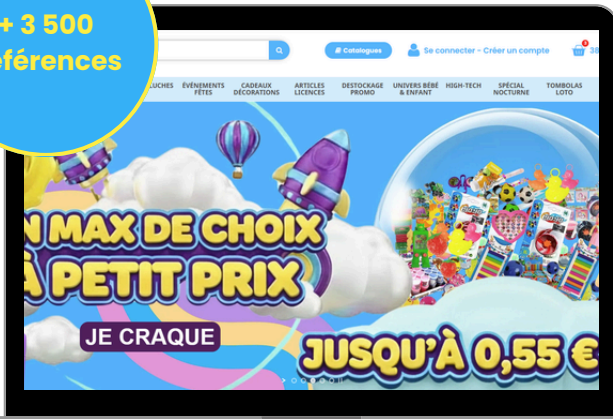 + 3 500
éférences
Catalogues
Se connecter - Créer un compte
0
LUCHES
ÉVÉNEMENTS
FÊTES
CADEAUX
DÉCORATIONS
ARTICLES
LICENCES
DESTOCKAGE
PROMO
UNIVERS BÉBÉ
& ENFANT
HIGH-TECH
SPÉCIAL
NOCTURNE
TOMBOLAS
LOTO
N MAX DE CHOIX
À PETIT PRIX
JE CRAQUE
JUSQU'À 0,55 €